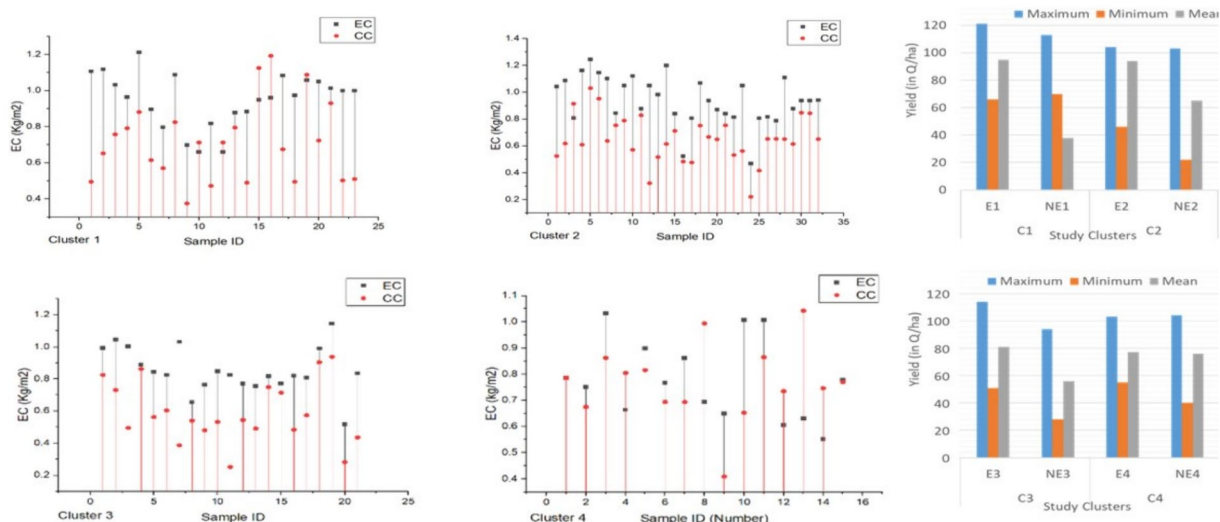 EC
CC
EC (Kg/m2)
1.2
1.0
0.8
0.6
0.4
0
5
10
15
20
25
Cluster 1
Sample ID
EC
CC
EC (Kg/m2)
1.4
1.2
1.0
0.8
0.6
0.4
0.2
0
5
10
15
20
25
30
35
Cluster 2
Sample ID
Maximum Minimum Mean
Yield (in Q/ha)
120
100
80
60
40
20
0
E1 NE1 E2 NE2
C1 C2
Study Clusters
EC
CC
EC (Kg/m2)
1.2
1.0
0.8
0.6
0.4
0.2
0
5
10
15
20
25
Cluster 3
Sample ID
EC
CC
EC (Kg/m2)
1.1
1.0
0.9
0.8
0.7
0.6
0.5
0.4
0
2
4
6
8
10
12
14
16
Cluster 4
Sample ID (Number)
Maximum Minimum Mean
Yield (in Q/ha)
120
100
80
60
40
20
0
E3 NE3 E4 NE4
C3 C4
Study Clusters